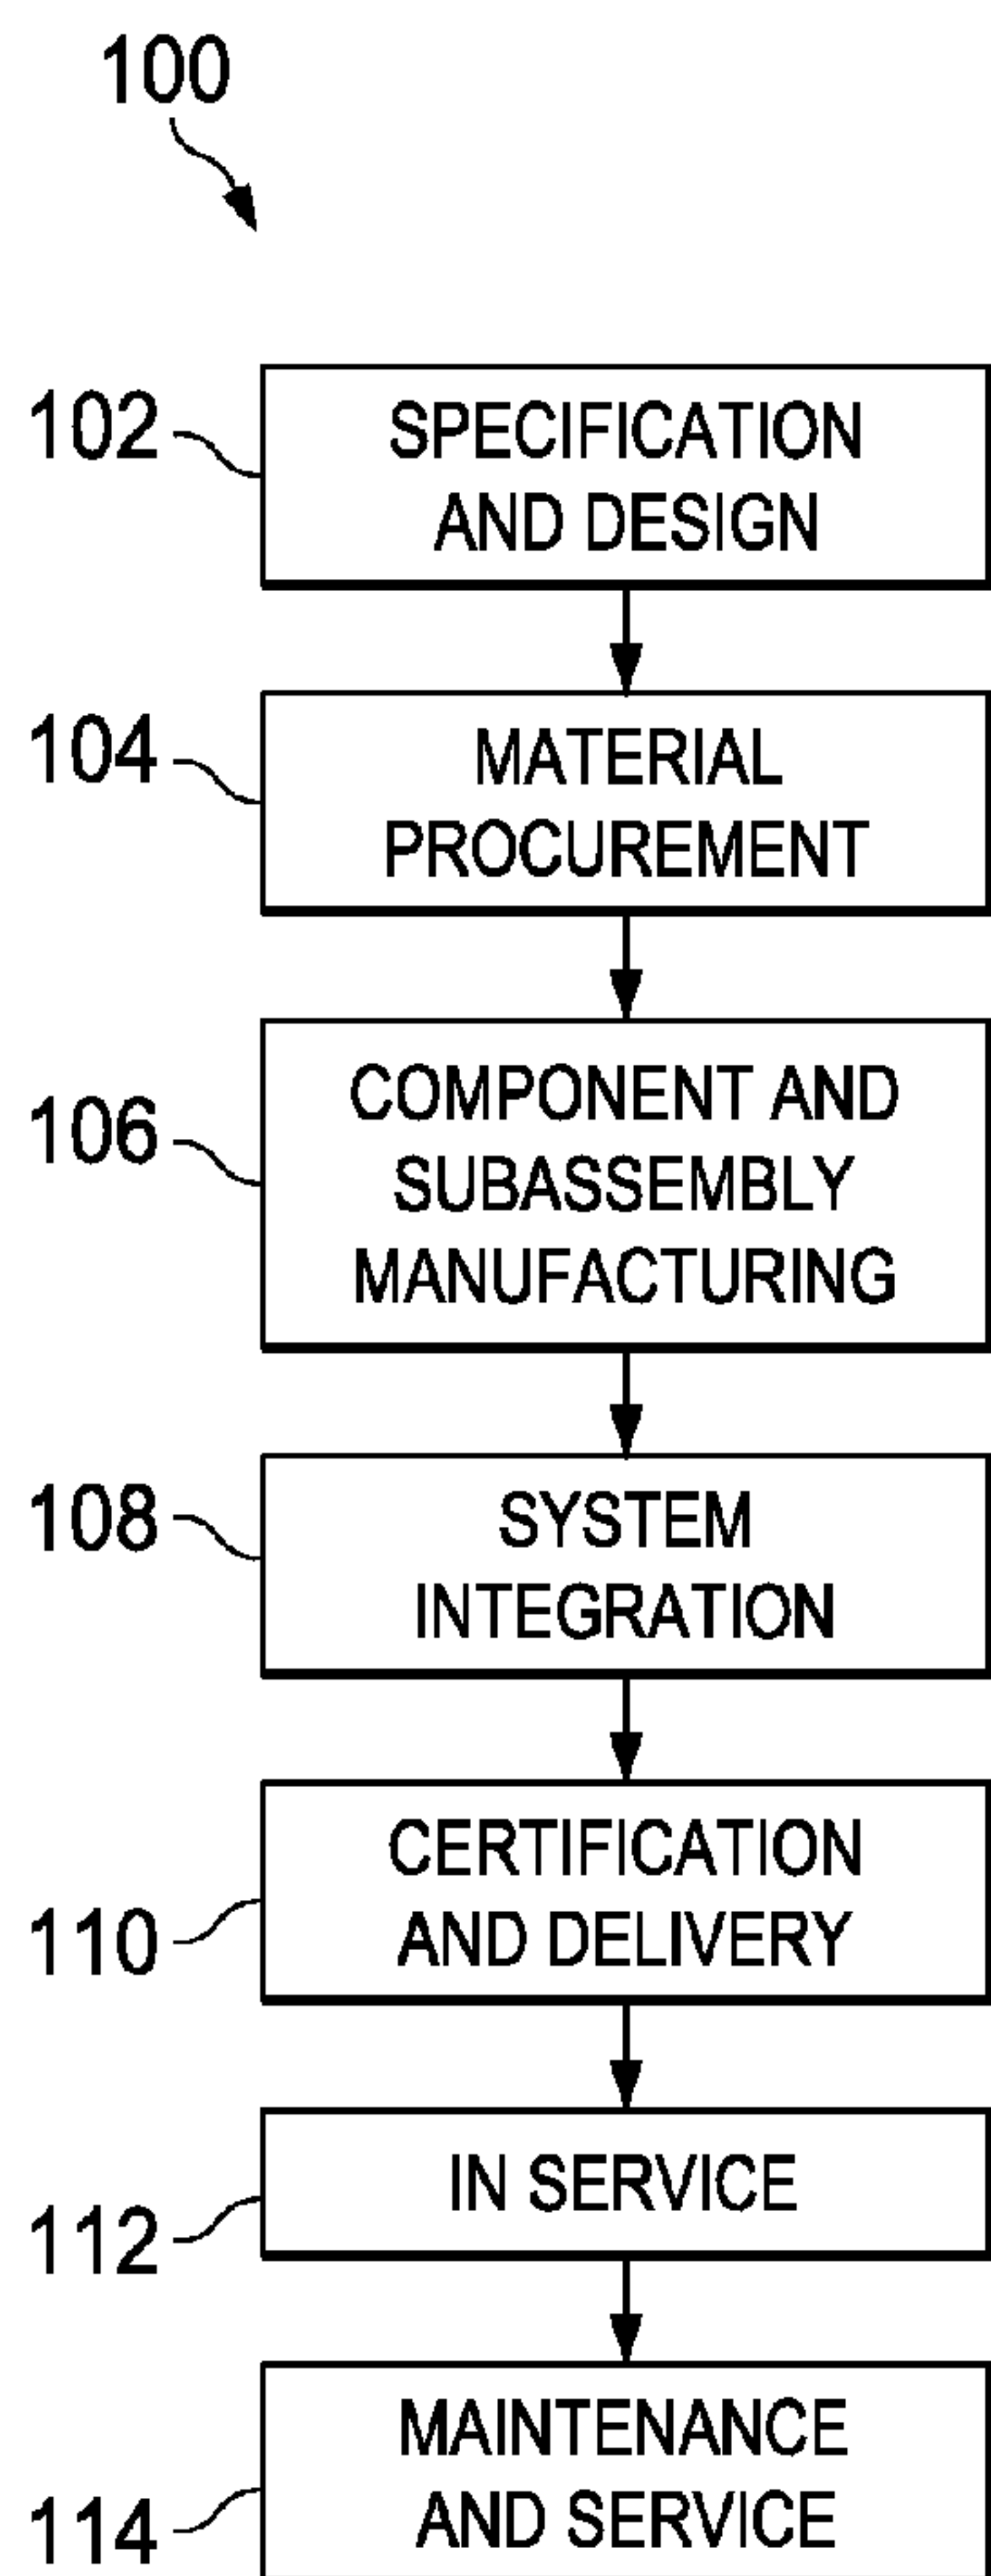 100
102
SPECIFICATION
AND DESIGN
104
MATERIAL
PROCUREMENT
106
COMPONENT AND
SUBASSEMBLY
MANUFACTURING
108
SYSTEM
INTEGRATION
110
CERTIFICATION
AND DELIVERY
112
IN SERVICE
114
MAINTENANCE
AND SERVICE